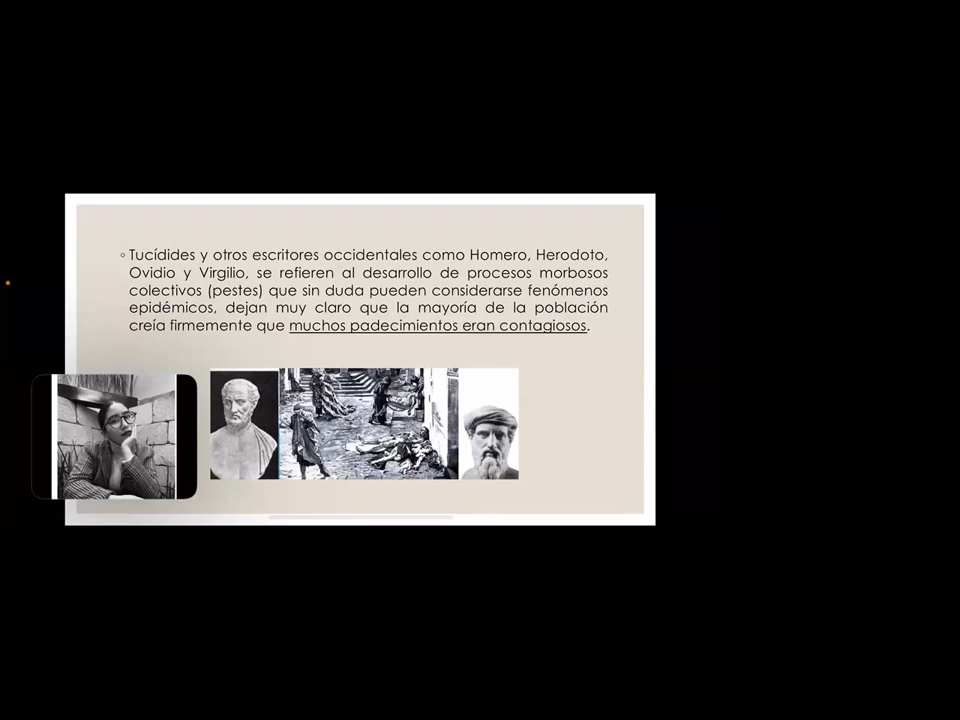 Tucídides y otros escritores occidentales como Homero, Herodoto,
Ovidio y Virgilio, se refieren al desarrollo de procesos morbosos
colectivos (pestes) que sin duda pueden considerarse fenómenos
epidémicos, dejan muy claro que la mayoría de la población
creía firmemente que muchos padecimientos eran contagiosos.